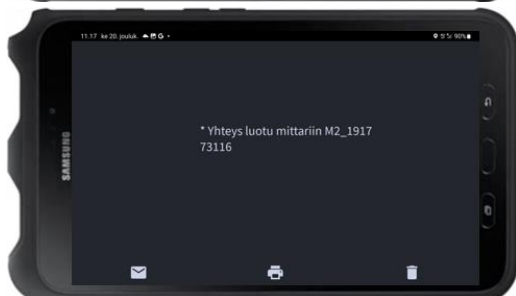 11.17 ke 20. jouluk.
90%
* Yhteys luotu mittariin M2_1917
73116
SAMSUNG